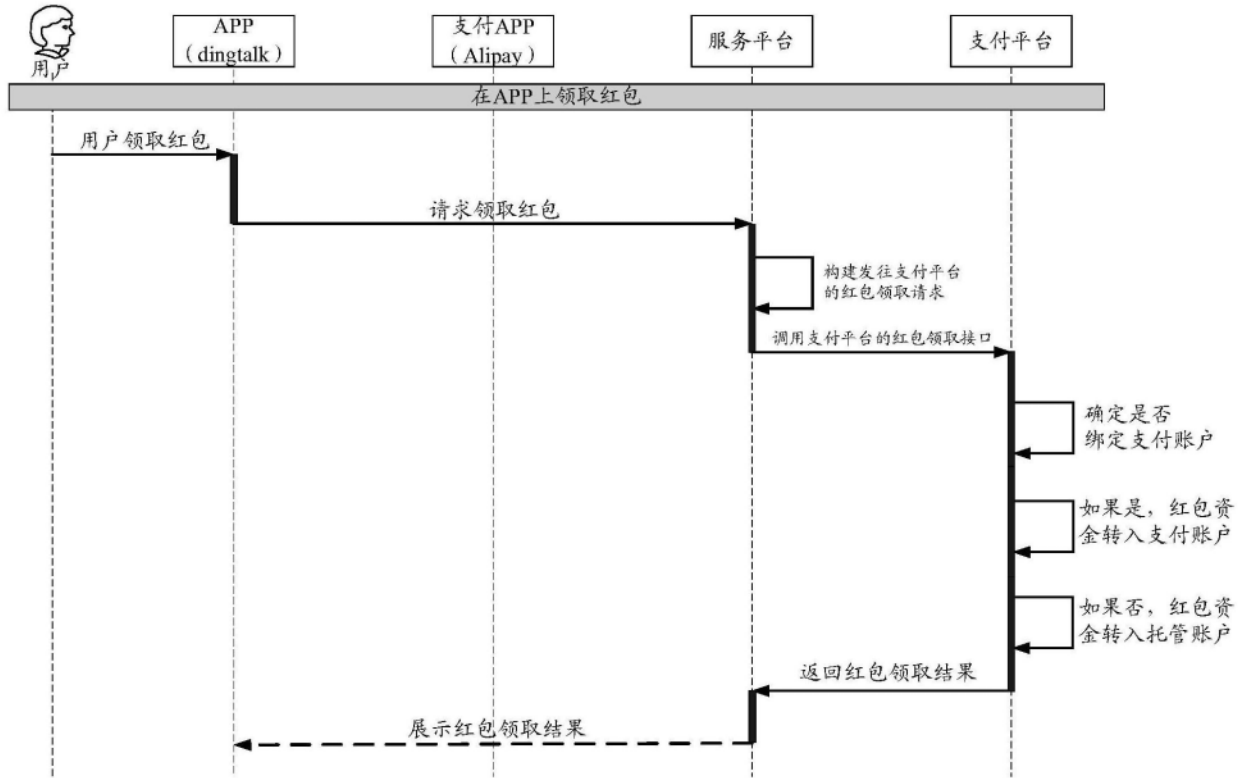 用户
APP
（dingtalk）
支付APP
（Alipay）
服务平台
支付平台
在APP上领取红包
用户领取红包
请求领取红包
构建发往支付平台
的红包领取请求
调用支付平台的红包领取接口
确定是否
绑定支付账户
如果是，红包资
金转入支付账户
如果否，红包资
金转入托管账户
返回红包领取结果
展示红包领取结果